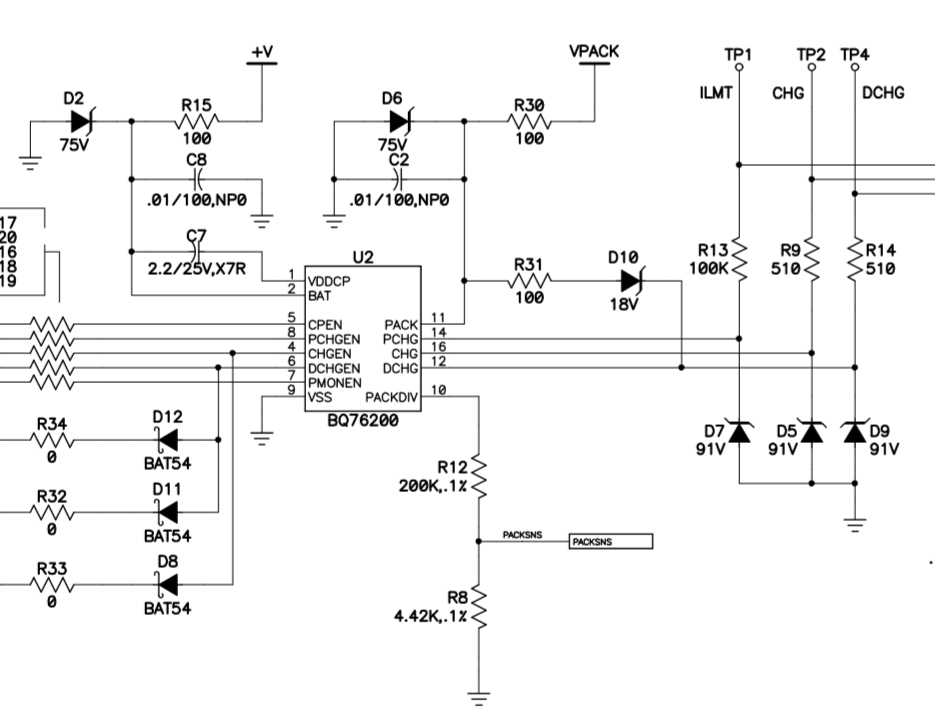 +V
VPACK
TP1
TP2
TP4
ILMT
CHG
DCHG
D2
75V
R15
100
C8
.01/100,NP0
C7
2.2/25V,X7R
D6
75V
C2
.01/100,NP0
R30
100
R31
100
D10
18V
R13
100K
R9
510
R14
510
17
20
16
18
19
U2
1
VDDCP
2
BAT
5
CPEN
8
PCHGEN
4
CHGEN
6
DCHGEN
7
PMONEN
9
VSS
PACK
11
PCHG
14
CHG
16
DCHG
12
PACKDIV
10
BQ76200
R34
0
D12
BAT54
R32
0
D11
BAT54
R33
0
D8
BAT54
D7
91V
D5
91V
D9
91V
R12
200K,.1%
PACKSNS
PACKSNS
R8
4.42K,.1%